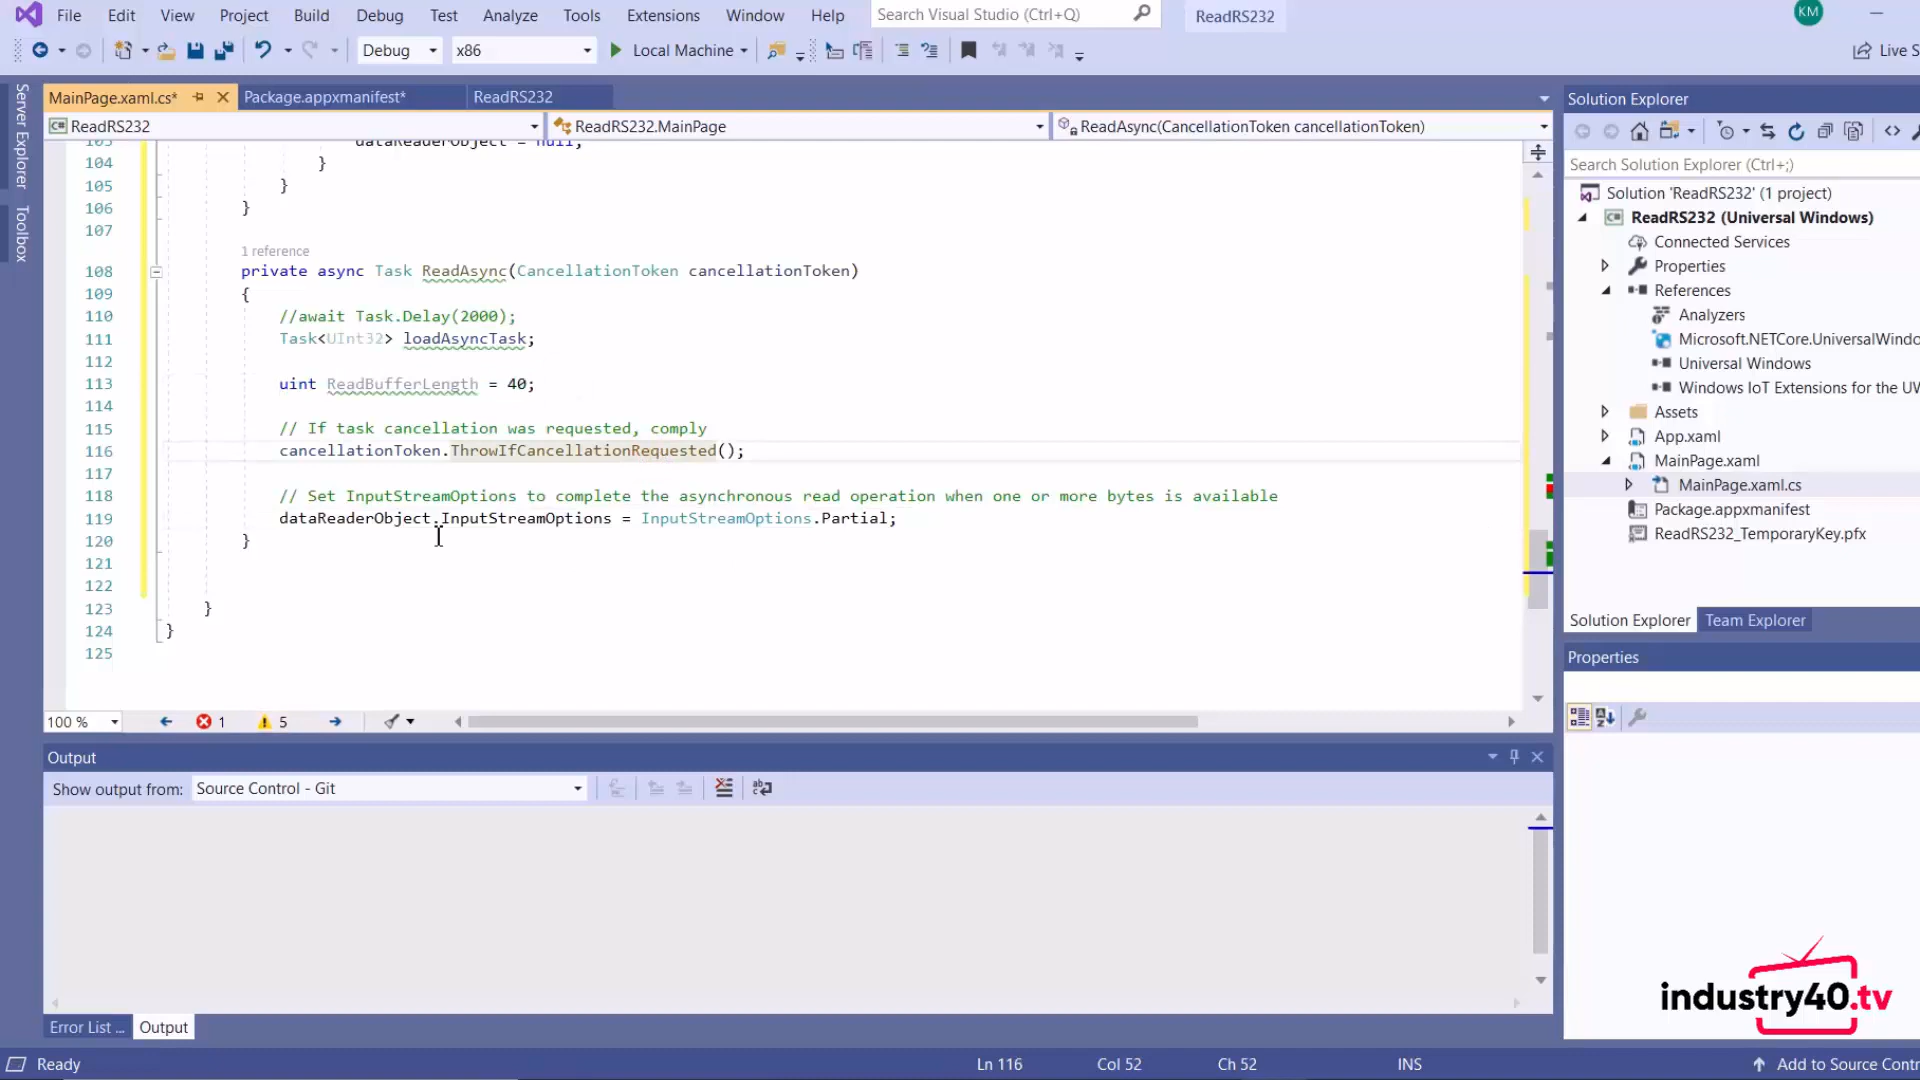 File Edit View Project Build Debug Test Analyze Tools Extensions Window Help Search Visual Studio (Ctrl+Q) ReadRS232 KM
Debug x86 Local Machine Live S
MainPage.xaml.cs* Package.appxmanifest* ReadRS232
ReadRS232 ReadRS232.MainPage ReadAsync(CancellationToken cancellationToken)
Server Explorer
Toolbox
103 dataReaderObject = null;
104 }
105 }
106 }
107
1 reference
108 private async Task ReadAsync(CancellationToken cancellationToken)
109 {
110 //await Task.Delay(2000);
111 Task<UInt32> loadAsyncTask;
112
113 uint ReadBufferLength = 40;
114
115 // If task cancellation was requested, comply
116 cancellationToken.ThrowIfCancellationRequested();
117
118 // Set InputStreamOptions to complete the asynchronous read operation when one or more bytes is available
119 dataReaderObject.InputStreamOptions = InputStreamOptions.Partial;
120 }
121
122
123 }
124 }
125
100 % 1 5
Output
Show output from: Source Control - Git
Error List ... Output
Solution Explorer
Search Solution Explorer (Ctrl+;)
Solution 'ReadRS232' (1 project)
ReadRS232 (Universal Windows)
Connected Services
Properties
References
Analyzers
Microsoft.NETCore.UniversalWindo
Universal Windows
Windows IoT Extensions for the UW
Assets
App.xaml
MainPage.xaml
MainPage.xaml.cs
Package.appxmanifest
ReadRS232_TemporaryKey.pfx
Solution Explorer Team Explorer
Properties
industry40.tv
Ready Ln 116 Col 52 Ch 52 INS Add to Source Contr